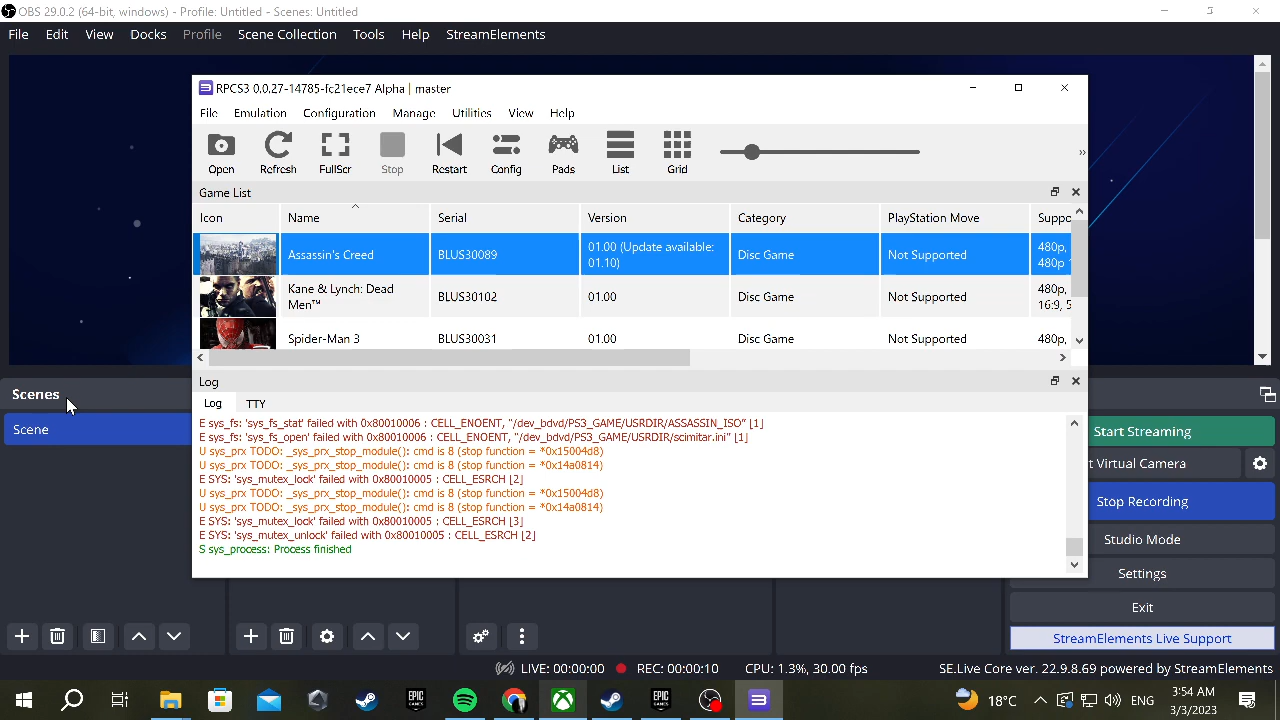 OBS 29.0.2 (64-bit, windows) - Profile: Untitled - Scenes: Untitled
File Edit View Docks Profile Scene Collection Tools Help StreamElements
RPCS3 0.0.27-14785-fc21ece7 Alpha | master
File Emulation Configuration Manage Utilities View Help
Open Refresh FullScr Stop Restart Config Pads List Grid »
Game List
Icon Name Serial Version Category PlayStation Move Suppo
Assassin's Creed BLUS30089 01.00 (Update available: 01.10) Disc Game Not Supported 480p, 480p
Kane & Lynch: Dead Men™ BLUS30102 01.00 Disc Game Not Supported 480p, 16:9, 5
Spider-Man 3 BLUS30031 01.00 Disc Game Not Supported 480p,
Log
Log TTY
E sys_fs: 'sys_fs_stat' failed with 0x80010006 : CELL_ENOENT, "/dev_bdvd/PS3_GAME/USRDIR/ASSASSIN_ISO" [1]
E sys_fs: 'sys_fs_open' failed with 0x80010006 : CELL_ENOENT, "/dev_bdvd/PS3_GAME/USRDIR/scimitar.ini" [1]
U sys_prx TODO: _sys_prx_stop_module(): cmd is 8 (stop function = *0x15004d8)
U sys_prx TODO: _sys_prx_stop_module(): cmd is 8 (stop function = *0x14a0814)
E SYS: 'sys_mutex_lock' failed with 0x80010005 : CELL_ESRCH [2]
U sys_prx TODO: _sys_prx_stop_module(): cmd is 8 (stop function = *0x15004d8)
U sys_prx TODO: _sys_prx_stop_module(): cmd is 8 (stop function = *0x14a0814)
E SYS: 'sys_mutex_lock' failed with 0x80010005 : CELL_ESRCH [3]
E SYS: 'sys_mutex_unlock' failed with 0x80010005 : CELL_ESRCH [2]
S sys_process: Process finished
Scenes
Scene
Start Streaming
t Virtual Camera
Stop Recording
Studio Mode
Settings
Exit
StreamElements Live Support
LIVE: 00:00:00 REC: 00:00:10 CPU: 1.3%, 30.00 fps SE.Live Core ver. 22.9.8.69 powered by StreamElements
EPIC GAMES EPIC GAMES 18°C ENG 3:54 AM
3/3/2023